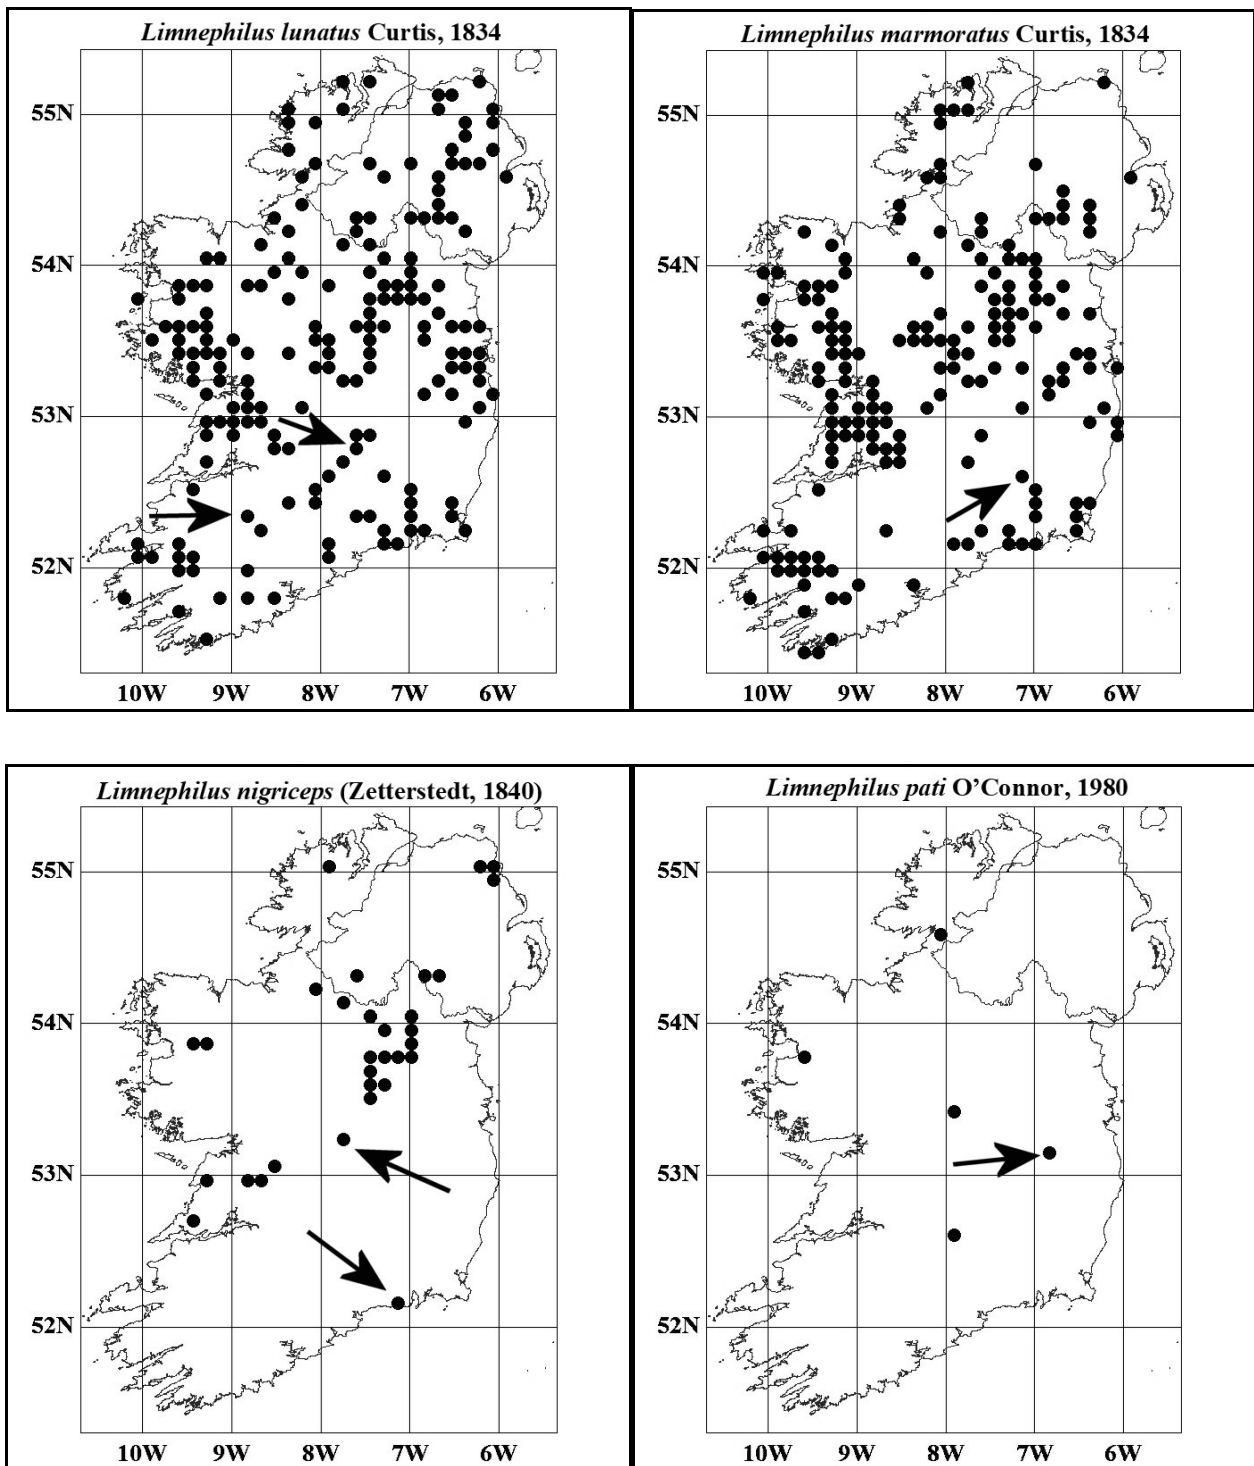 Limnephilus lunatus Curtis, 1834
55N
54N
53N
52N
10W 9W 8W 7W 6W
Limnephilus marmoratus Curtis, 1834
55N
54N
53N
52N
10W 9W 8W 7W 6W
Limnephilus nigriceps (Zetterstedt, 1840)
55N
54N
53N
52N
10W 9W 8W 7W 6W
Limnephilus pati O’Connor, 1980
55N
54N
53N
52N
10W 9W 8W 7W 6W